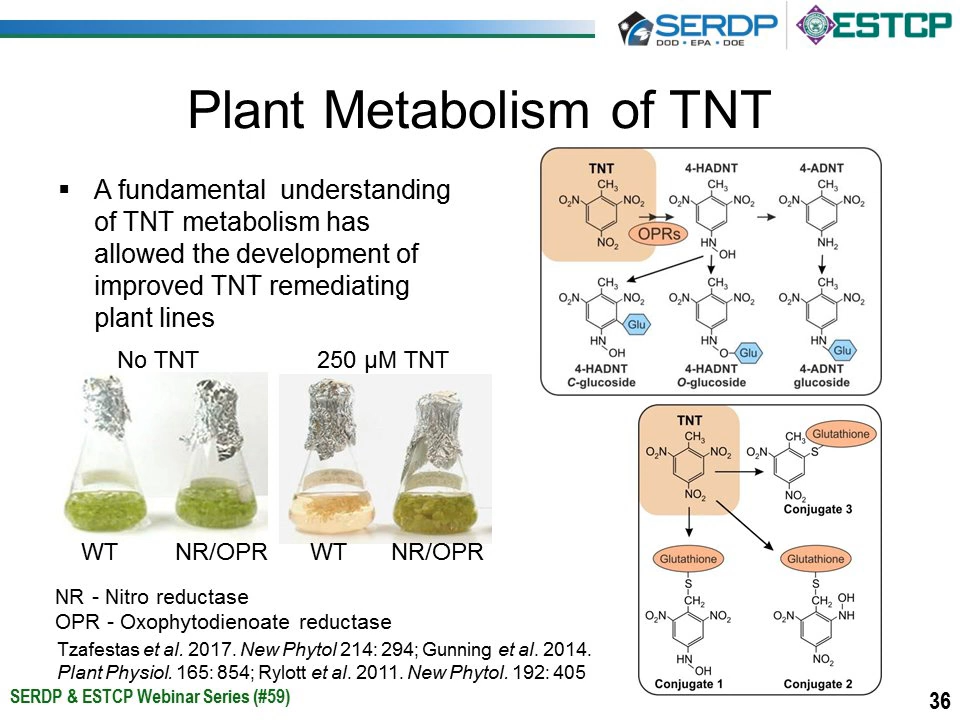 SERDP
DOD • EPA • DOE
ESTCP
Plant Metabolism of TNT
▪ A fundamental understanding
of TNT metabolism has
allowed the development of
improved TNT remediating
plant lines
No TNT 250 µM TNT
WT NR/OPR WT NR/OPR
NR - Nitro reductase
OPR - Oxophytodienoate reductase
Tzafestas et al. 2017. New Phytol 214: 294; Gunning et al. 2014.
Plant Physiol. 165: 854; Rylott et al. 2011. New Phytol. 192: 405
TNT 4-HADNT 4-ADNT
CH₃ CH₃ CH₃
O₂N NO₂ O₂N NO₂ O₂N NO₂
OPRs
NO₂ HN OH NH₂
CH₃ CH₃ CH₃
O₂N NO₂ O₂N NO₂ O₂N NO₂
Glu
HN OH HN O Glu HN Glu
4-HADNT 4-HADNT 4-ADNT
C-glucoside O-glucoside glucoside
TNT
CH₃ CH₃ Glutathione
O₂N NO₂ O₂N S
NO₂ NO₂
Conjugate 3
Glutathione Glutathione
S S
CH₂ CH₂ OH
O₂N NO₂ O₂N NH
HN OH NO₂
Conjugate 1 Conjugate 2
SERDP & ESTCP Webinar Series (#59)
36